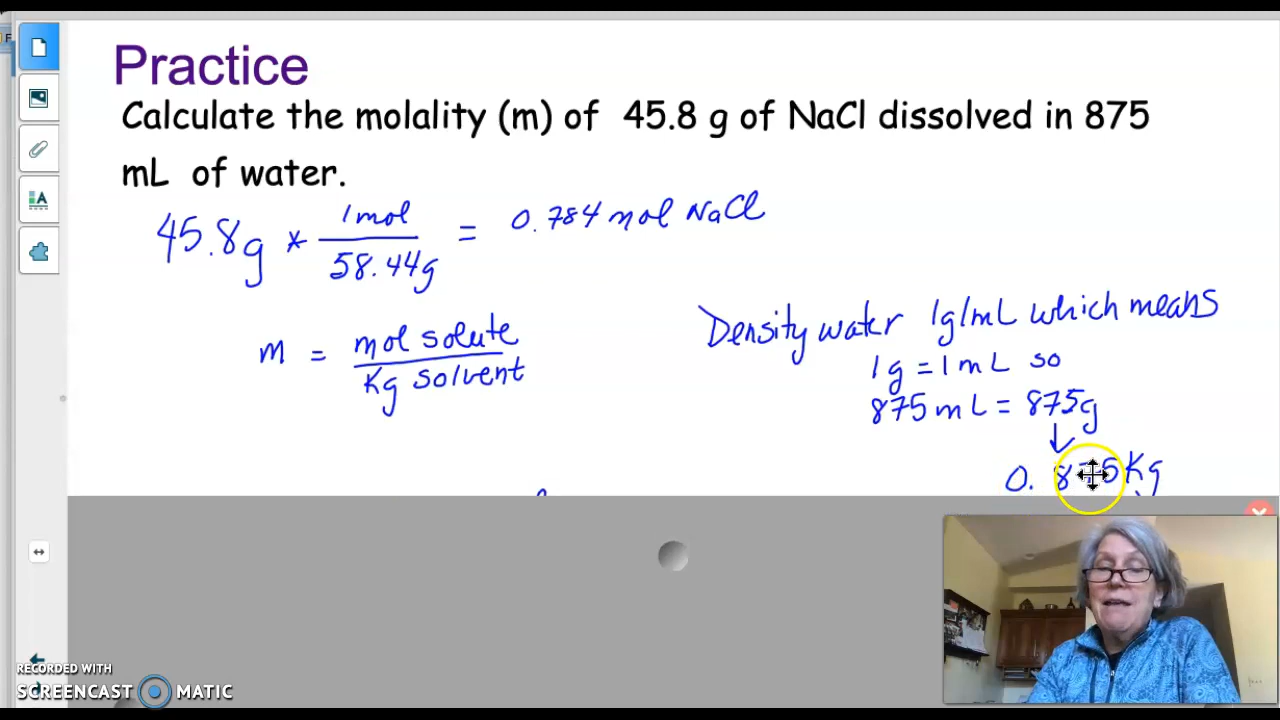 Practice
Calculate the molality (m) of 45.8 g of NaCl dissolved in 875
mL of water.
45.8g * 1mol / 58.44g = 0.784 mol NaCl
m = mol solute / Kg solvent
Density water 1g/mL which means
1g = 1mL so
875 mL = 875g
↓
0.875 Kg
RECORDED WITH
SCREENCAST MATIC